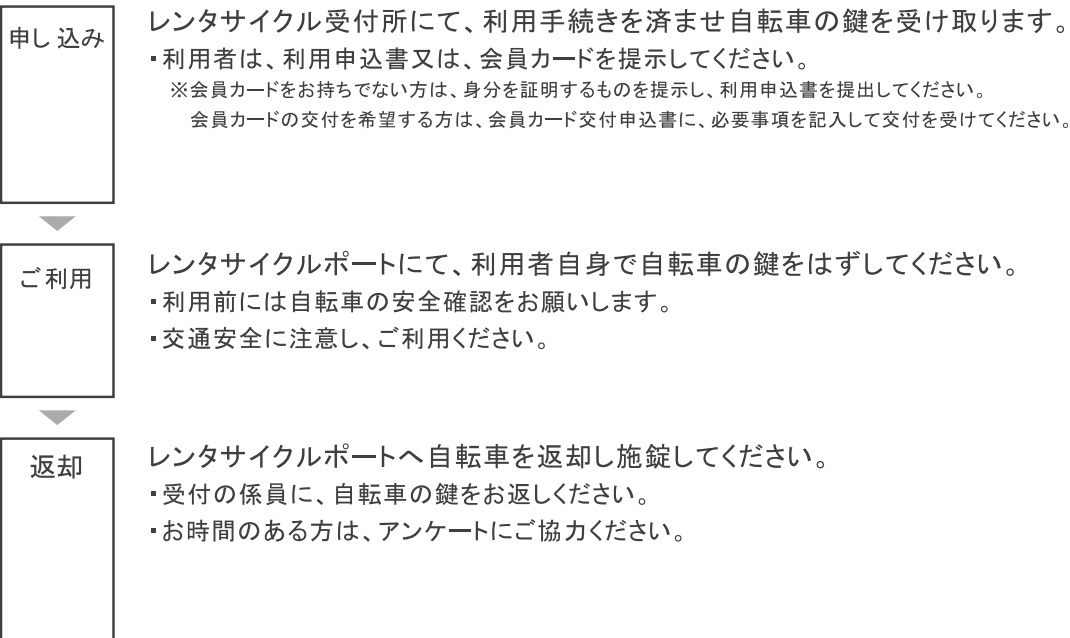 申し込み
レンタサイクル受付所にて、利用手続きを済ませ自転車の鍵を受け取ります。
・利用者は、利用申込書又は、会員カードを提示してください。
※会員カードをお持ちでない方は、身分を証明するものを提示し、利用申込書を提出してください。
会員カードの交付を希望する方は、会員カード交付申込書に、必要事項を記入して交付を受けてください。
ご利用
レンタサイクルポートにて、利用者自身で自転車の鍵をはずしてください。
・利用前には自転車の安全確認をお願いします。
・交通安全に注意し、ご利用ください。
返却
レンタサイクルポートへ自転車を返却し施錠してください。
・受付の係員に、自転車の鍵をお返しください。
・お時間のある方は、アンケートにご協力ください。